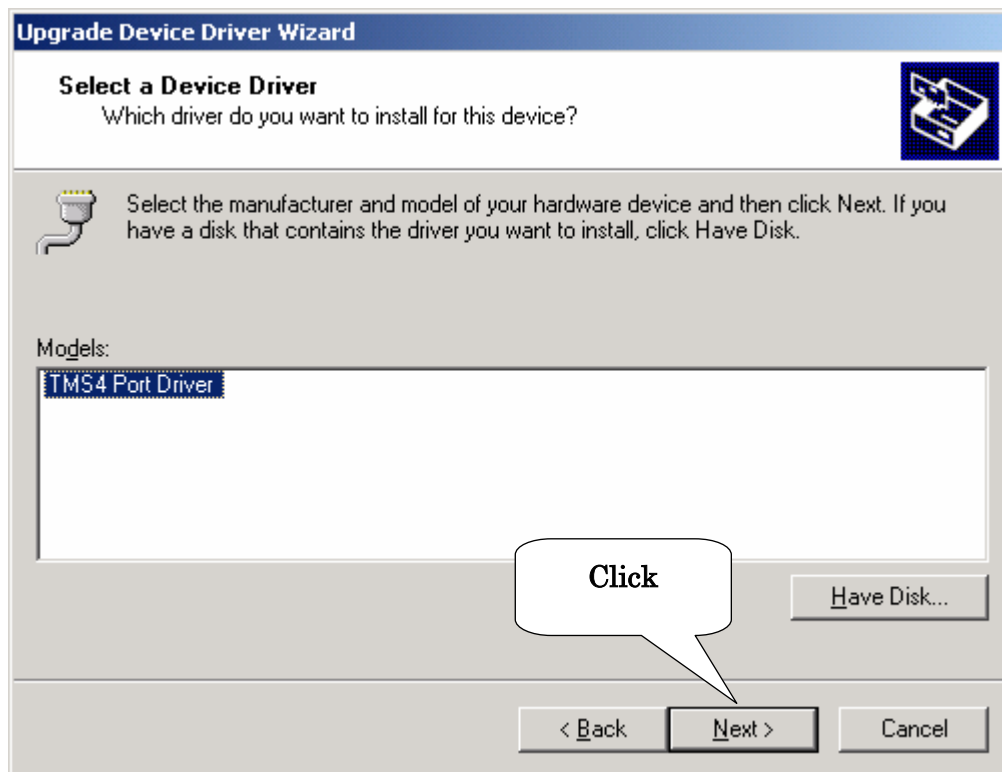 Upgrade Device Driver Wizard
Select a Device Driver
Which driver do you want to install for this device?
Select the manufacturer and model of your hardware device and then click Next. If you
have a disk that contains the driver you want to install, click Have Disk.
Models:
TMS4 Port Driver
Click
Have Disk...
< Back
Next >
Cancel